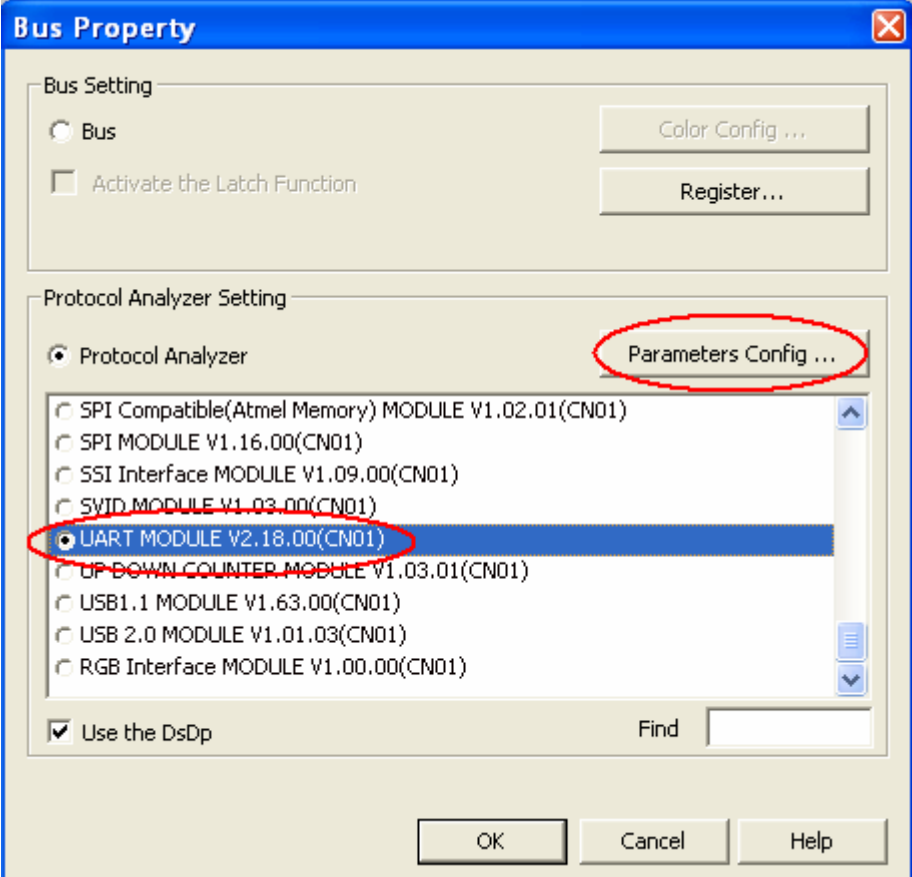 Bus Property
Bus Setting
Bus
Color Config ...
Activate the Latch Function
Register...
Protocol Analyzer Setting
Protocol Analyzer
Parameters Config ...
SPI Compatible(Atmel Memory) MODULE V1.02.01(CN01)
SPI MODULE V1.16.00(CN01)
SSI Interface MODULE V1.09.00(CN01)
SVID MODULE V1.03.00(CN01)
UART MODULE V2.18.00(CN01)
UP DOWN COUNTER MODULE V1.03.01(CN01)
USB1.1 MODULE V1.63.00(CN01)
USB 2.0 MODULE V1.01.03(CN01)
RGB Interface MODULE V1.00.00(CN01)
Use the DsDp
Find
OK
Cancel
Help